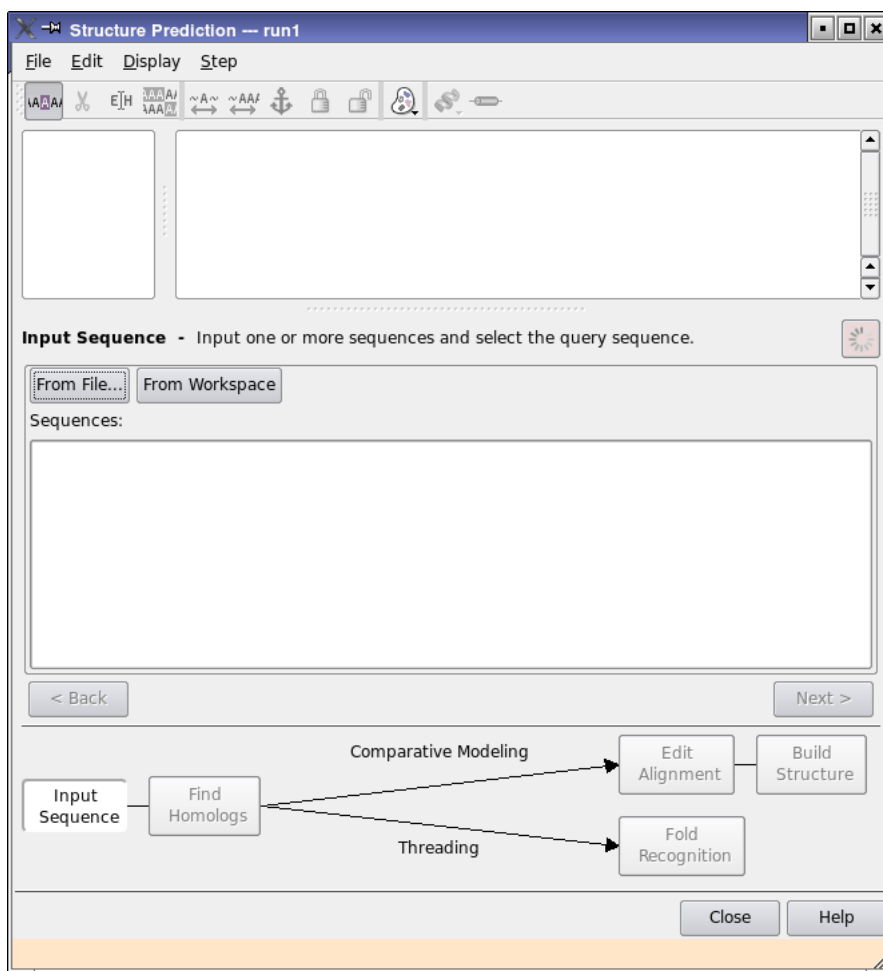 Structure Prediction --- run1
File Edit Display Step
Input Sequence - Input one or more sequences and select the query sequence.
From File... From Workspace
Sequences:
< Back Next >
Comparative Modeling
Edit Alignment
Build Structure
Input Sequence
Find Homologs
Threading
Fold Recognition
Close Help